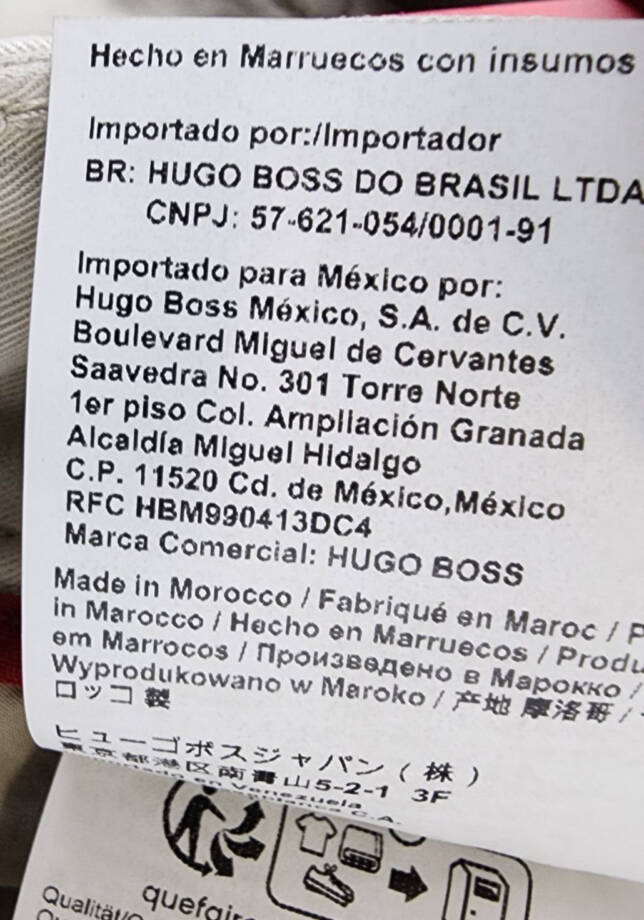 Hecho en Marruecos con insumos
Importado por:/Importador
BR: HUGO BOSS DO BRASIL LTDA
CNPJ: 57-621-054/0001-91
Importado para México por:
Hugo Boss México, S.A. de C.V.
Boulevard Miguel de Cervantes
Saavedra No. 301 Torre Norte
1er piso Col. Ampliación Granada
Alcaldía Miguel Hidalgo
C.P. 11520 Cd. de México, México
RFC HBM990413DC4
Marca Comercial: HUGO BOSS
Made in Morocco / Fabriqué en Maroc / P
in Marocco / Hecho en Marruecos / Produ
em Marrocos / Произведено в Марокко /
Wyprodukowano w Maroko / 产地 摩洛哥 /
ロッコ 製
ヒューゴボスジャパン ( 株 )
東京都港区南青山5-2-1 3F
en Venezuela
C.A.
quefair
Qualität/